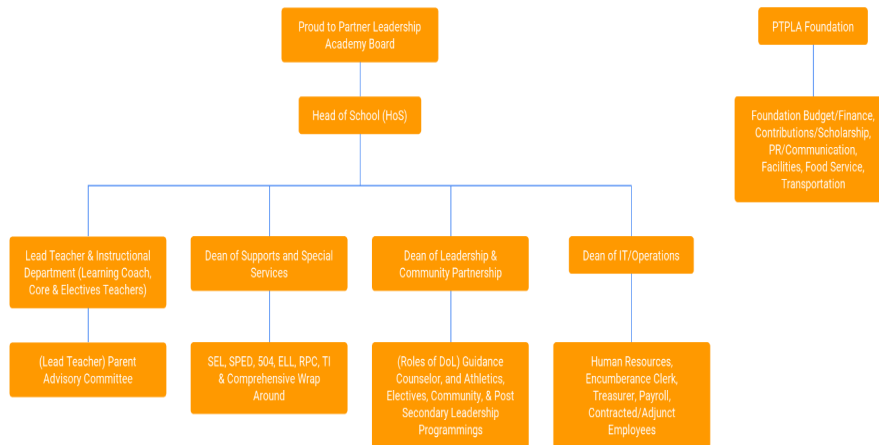 Proud to Partner Leadership
Academy Board
PTPLA Foundation
Head of School (HoS)
Foundation Budget/Finance,
Contributions/Scholarship,
PR/Communication,
Facilities, Food Service,
Transportation
Lead Teacher & Instructional
Department (Learning Coach,
Core & Electives Teachers)
Dean of Supports and Special
Services
Dean of Leadership &
Community Partnership
Dean of IT/Operations
(Lead Teacher) Parent
Advisory Committee
SEL, SPED, 504, ELL, RPC, TI
& Comprehensive Wrap
Around
(Roles of DoL) Guidance
Counselor, and Athletics,
Electives, Community, & Post
Secondary Leadership
Programmings
Human Resources,
Encumberance Clerk,
Treasurer, Payroll,
Contracted/Adjunct
Employees